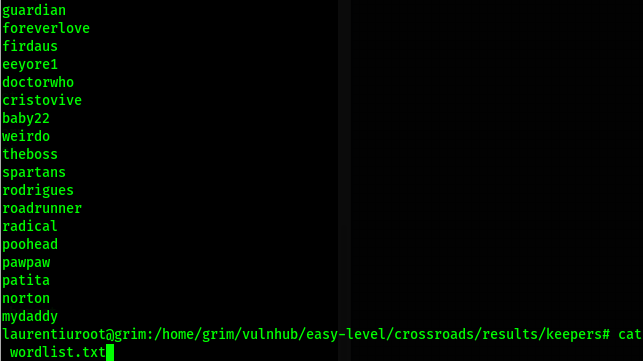 guardian
foreverlove
firdaus
eeyore1
doctorwho
cristovive
baby22
weirdo
theboss
spartans
rodrigues
roadrunner
radical
poohead
pawpaw
patita
norton
mydaddy
laurentiuroot@grim:/home/grim/vulnhub/easy-level/crossroads/results/keepers# cat
 wordlist.txt